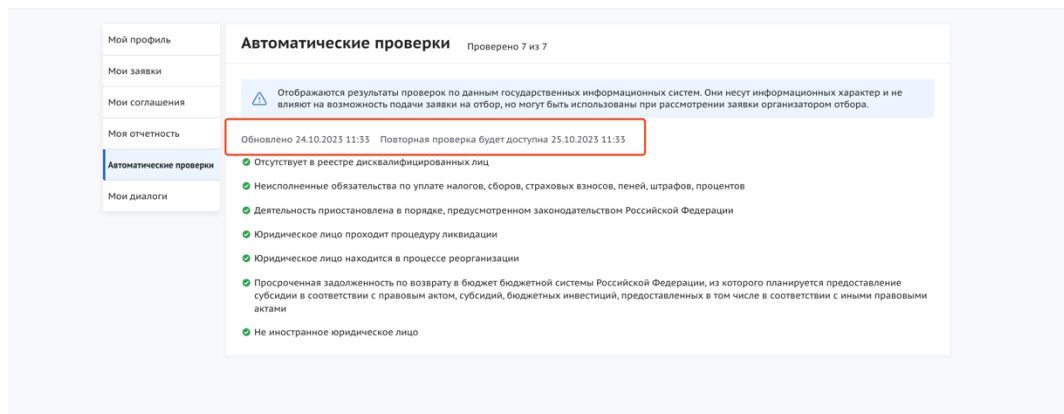 Мой профиль
Мои заявки
Мои соглашения
Моя отчетность
Автоматические проверки
Мои диалоги
Автоматические проверки Проверено 7 из 7
Отображаются результаты проверок по данным государственных информационных систем. Они несут информационных характер и не
влияют на возможность подачи заявки на отбор, но могут быть использованы при рассмотрении заявки организатором отбора.
Обновлено 24.10.2023 11:33 Повторная проверка будет доступна 25.10.2023 11:33
Отсутствует в реестре дисквалифицированных лиц
Неисполненные обязательства по уплате налогов, сборов, страховых взносов, пеней, штрафов, процентов
Деятельность приостановлена в порядке, предусмотренном законодательством Российской Федерации
Юридическое лицо проходит процедуру ликвидации
Юридическое лицо находится в процессе реорганизации
Просроченная задолженность по возврату в бюджет бюджетной системы Российской Федерации, из которого планируется предоставление
субсидии в соответствии с правовым актом, субсидий, бюджетных инвестиций, предоставленных в том числе в соответствии с иными правовыми
актами
Не иностранное юридическое лицо